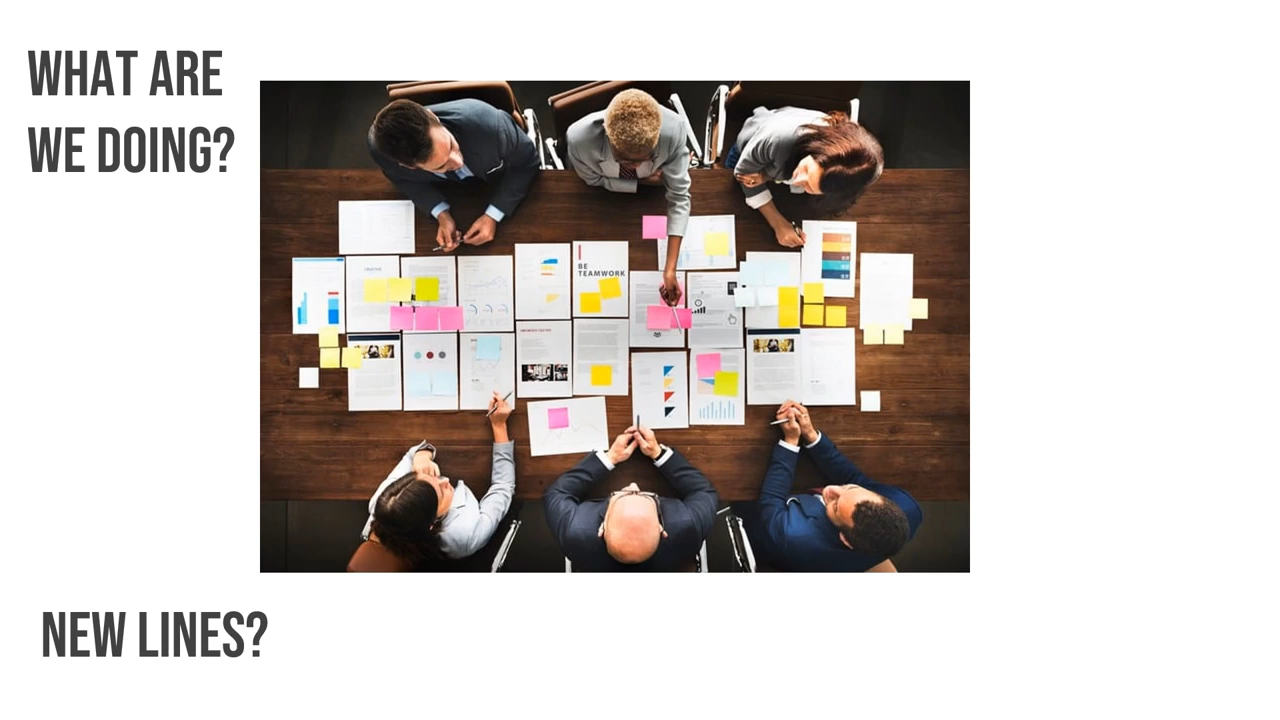 WHAT ARE
WE DOING?
BE
TEAMWORK
NEW LINES?